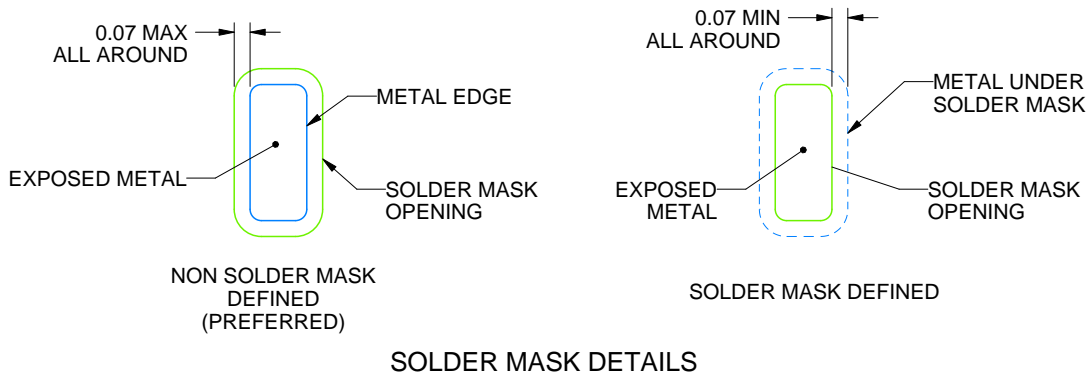 0.07 MAX
ALL AROUND
METAL EDGE
EXPOSED METAL
SOLDER MASK
OPENING
NON SOLDER MASK
DEFINED
(PREFERRED)
0.07 MIN
ALL AROUND
METAL UNDER
SOLDER MASK
EXPOSED
METAL
SOLDER MASK
OPENING
SOLDER MASK DEFINED
SOLDER MASK DETAILS